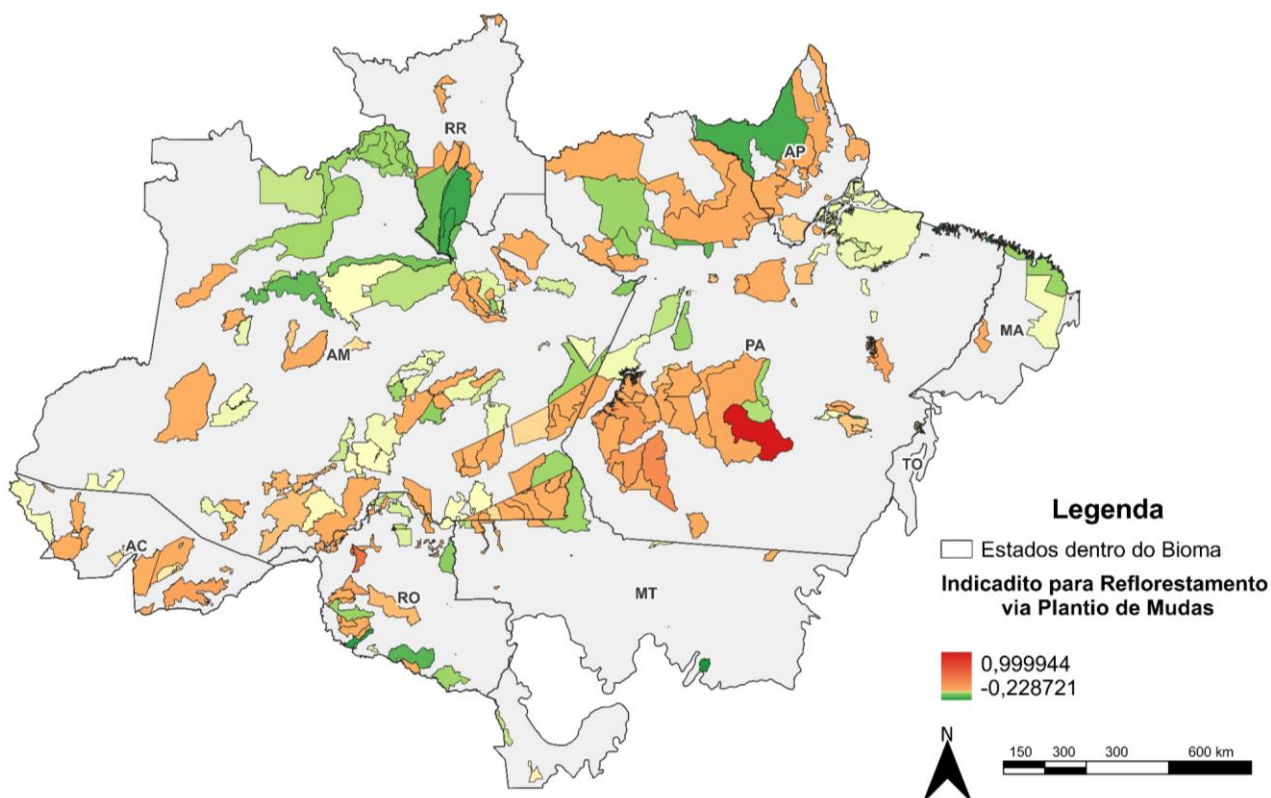 RR
AP
AM
PA
MA
TO
AC
RO
MT
Legenda
Estados dentro do Bioma
Indicadito para Reflorestamento
via Plantio de Mudas
0,999944
-0,228721
N
150 300 300 600 km